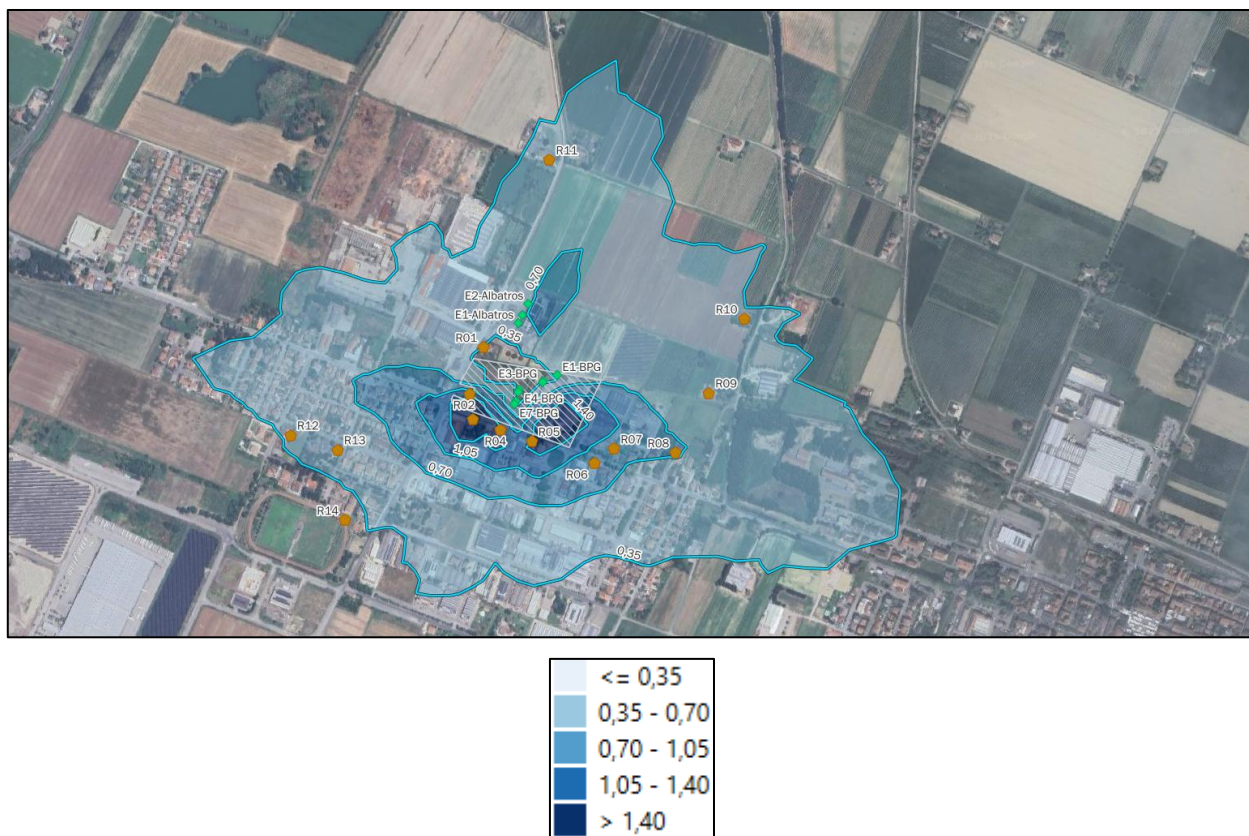 R11
0,70
E2-Albatros
E1-Albatros
R10
0,35
R01
E1-BPG
E3-BPG
R09
E4-BPG
1,40
R02
E7-BPG
R12
R04
R05
R07
R13
1,05
R08
0,70
R06
R14
0,35
<= 0,35
0,35 - 0,70
0,70 - 1,05
1,05 - 1,40
> 1,40